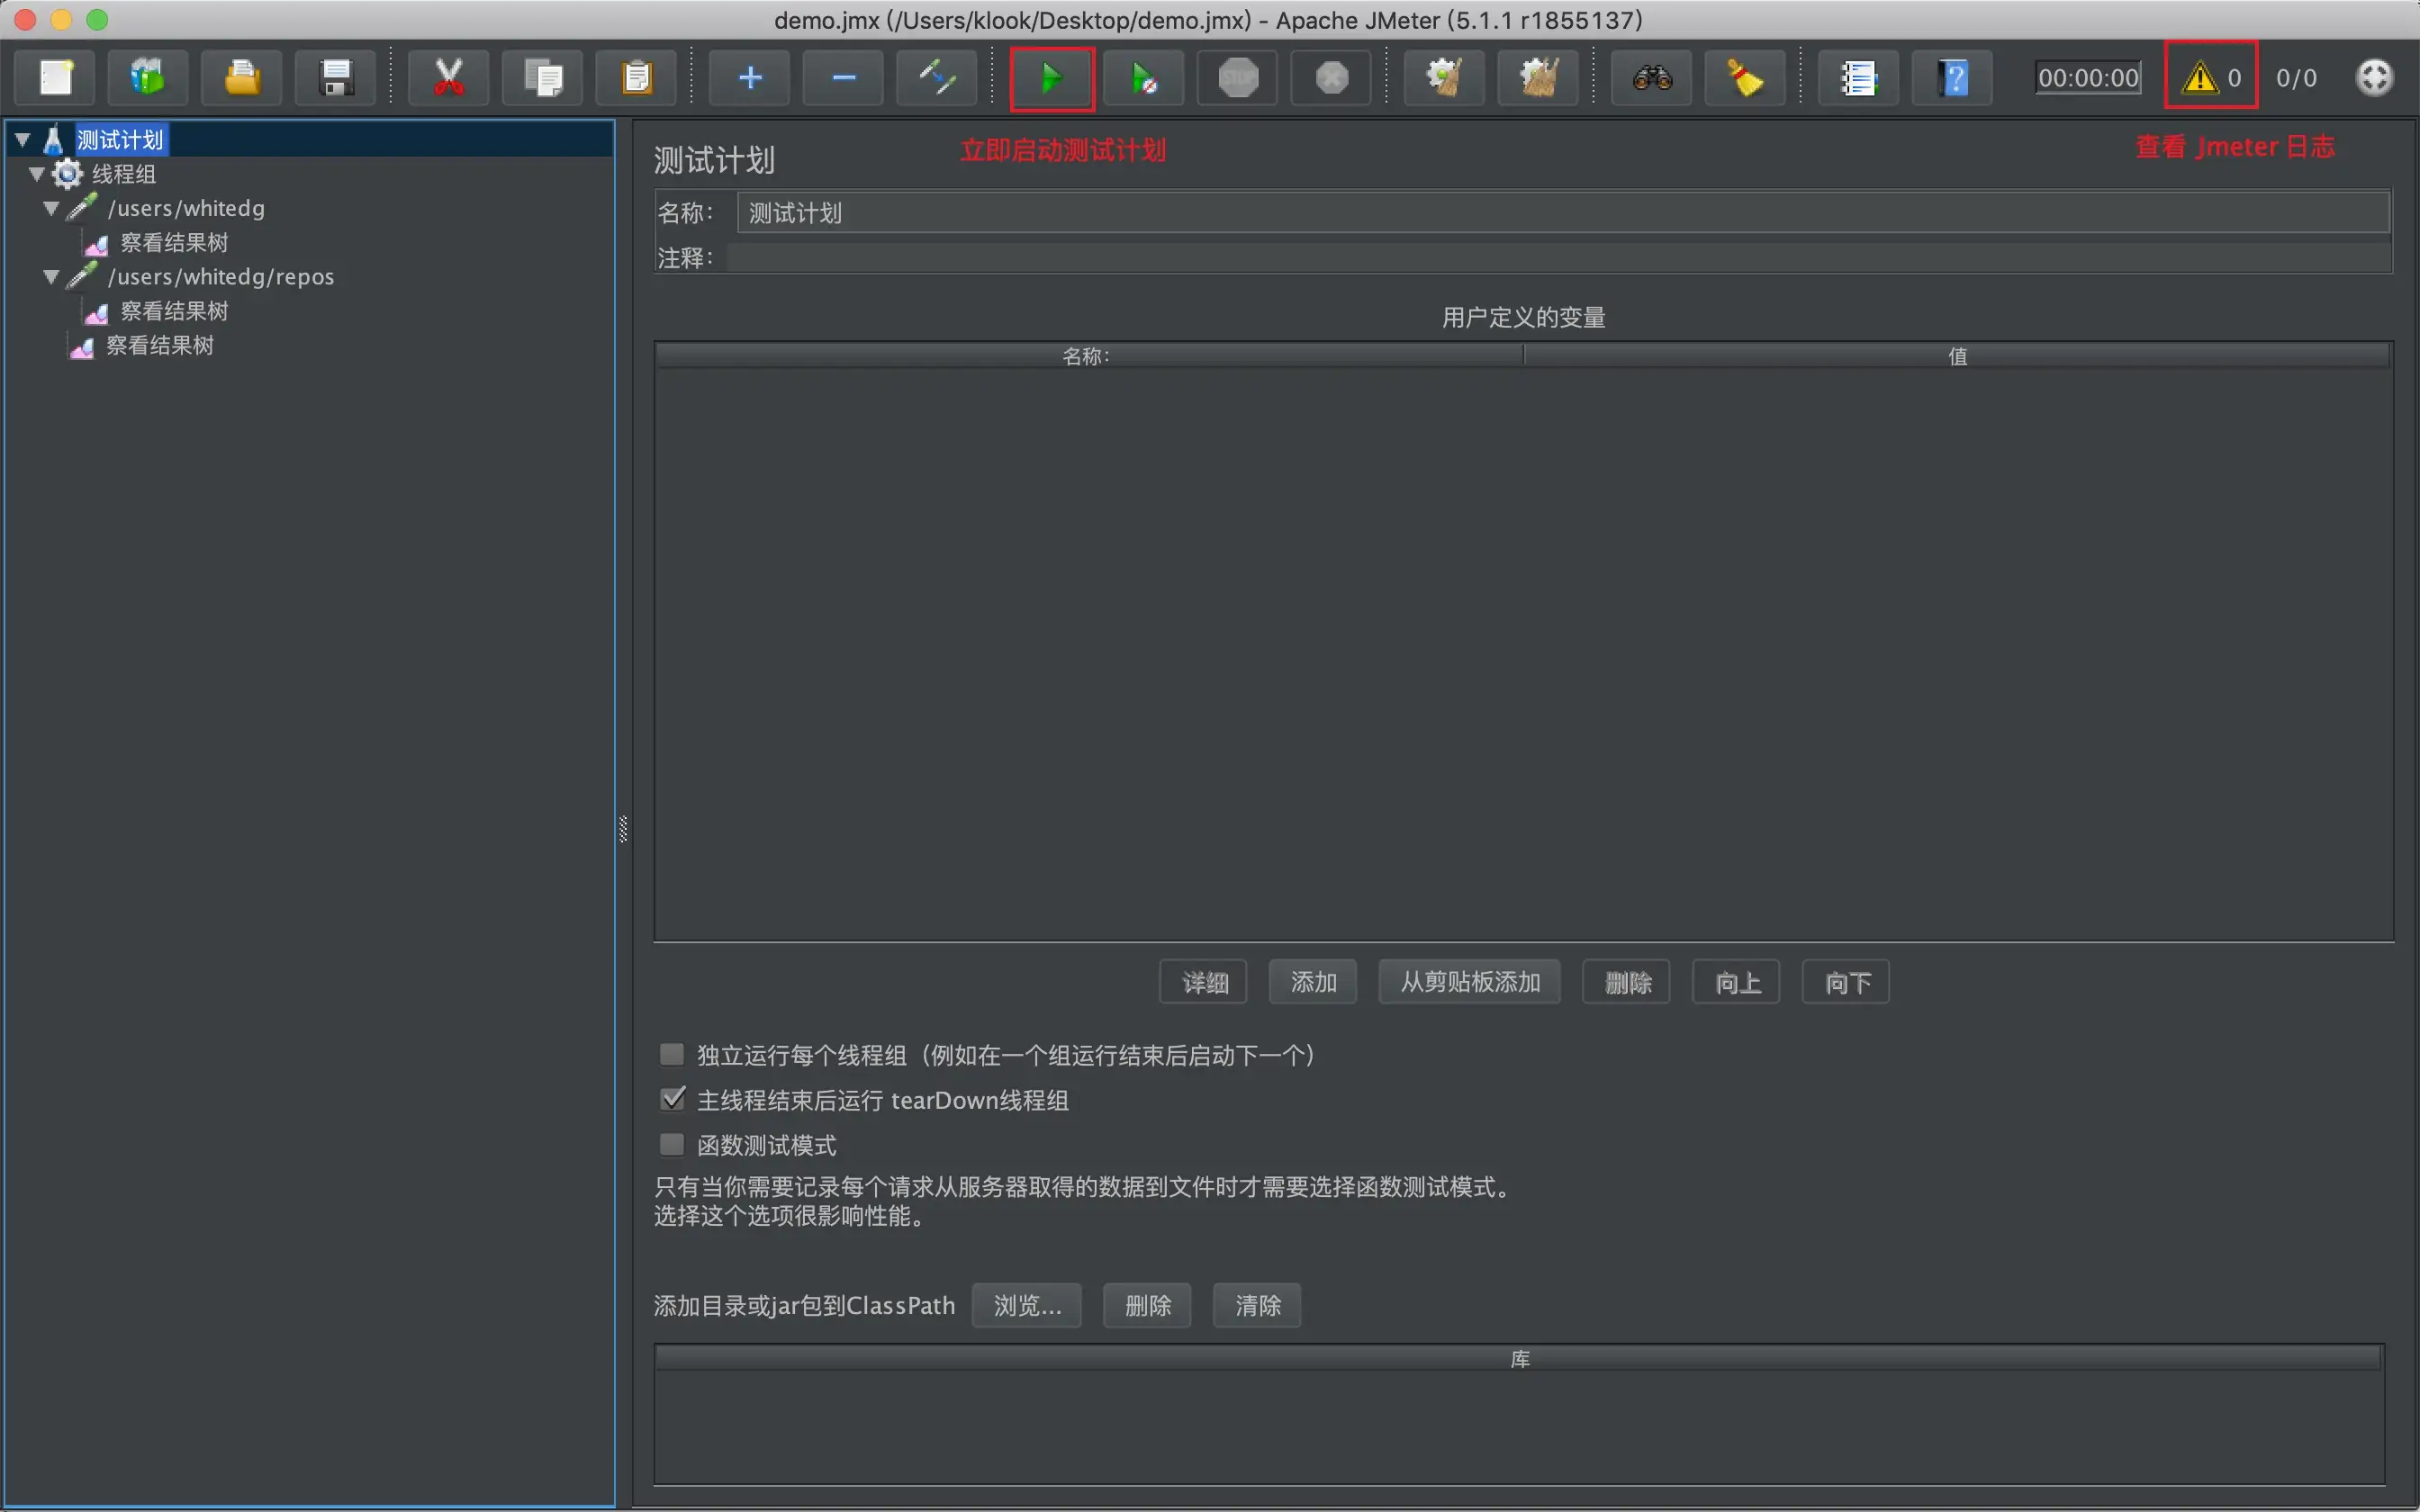 demo.jmx (/Users/klook/Desktop/demo.jmx) - Apache JMeter (5.1.1 r1855137)
STOP
00:00:00
0
0/0
测试计划
线程组
/users/whitedg
察看结果树
/users/whitedg/repos
察看结果树
察看结果树
测试计划
立即启动测试计划
查看 Jmeter 日志
名称： 测试计划
注释：
用户定义的变量
名称: 值
详细 添加 从剪贴板添加 删除 向上 向下
独立运行每个线程组（例如在一个组运行结束后启动下一个）
主线程结束后运行 tearDown线程组
函数测试模式
只有当你需要记录每个请求从服务器取得的数据到文件时才需要选择函数测试模式。
选择这个选项很影响性能。
添加目录或jar包到ClassPath 浏览... 删除 清除
库